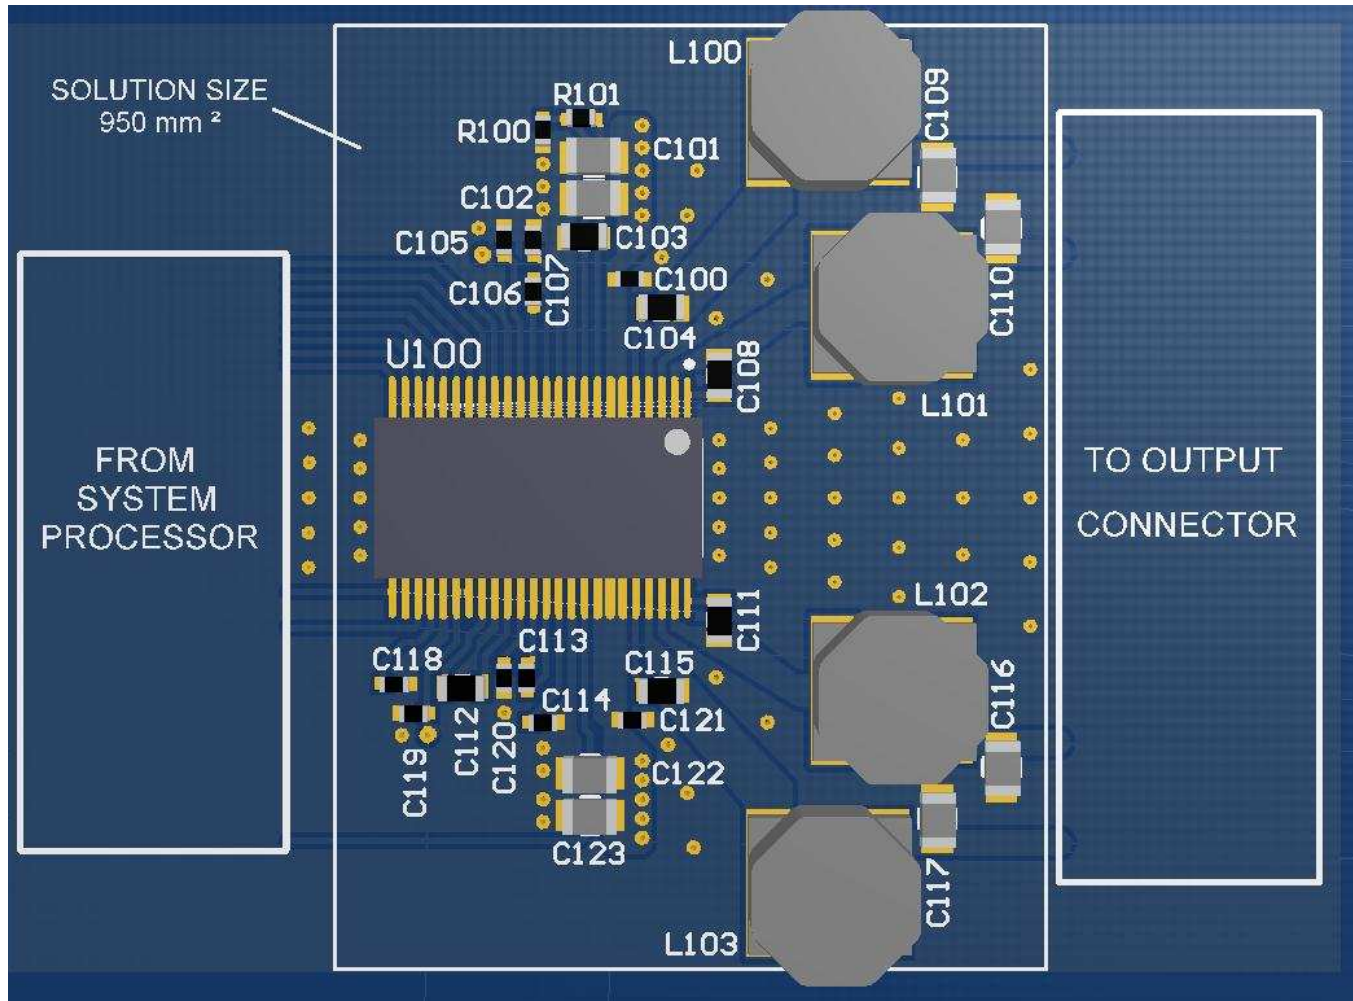 L100
SOLUTION SIZE
950 mm ²
R101
R100
C109
C101
C102
C105
C103
C106
C107
C100
C110
C104
U100
C108
L101
FROM
SYSTEM
PROCESSOR
TO OUTPUT
CONNECTOR
L102
C111
C113
C118
C115
C116
C114
C121
C112
C120
C119
C122
C123
C117
L103